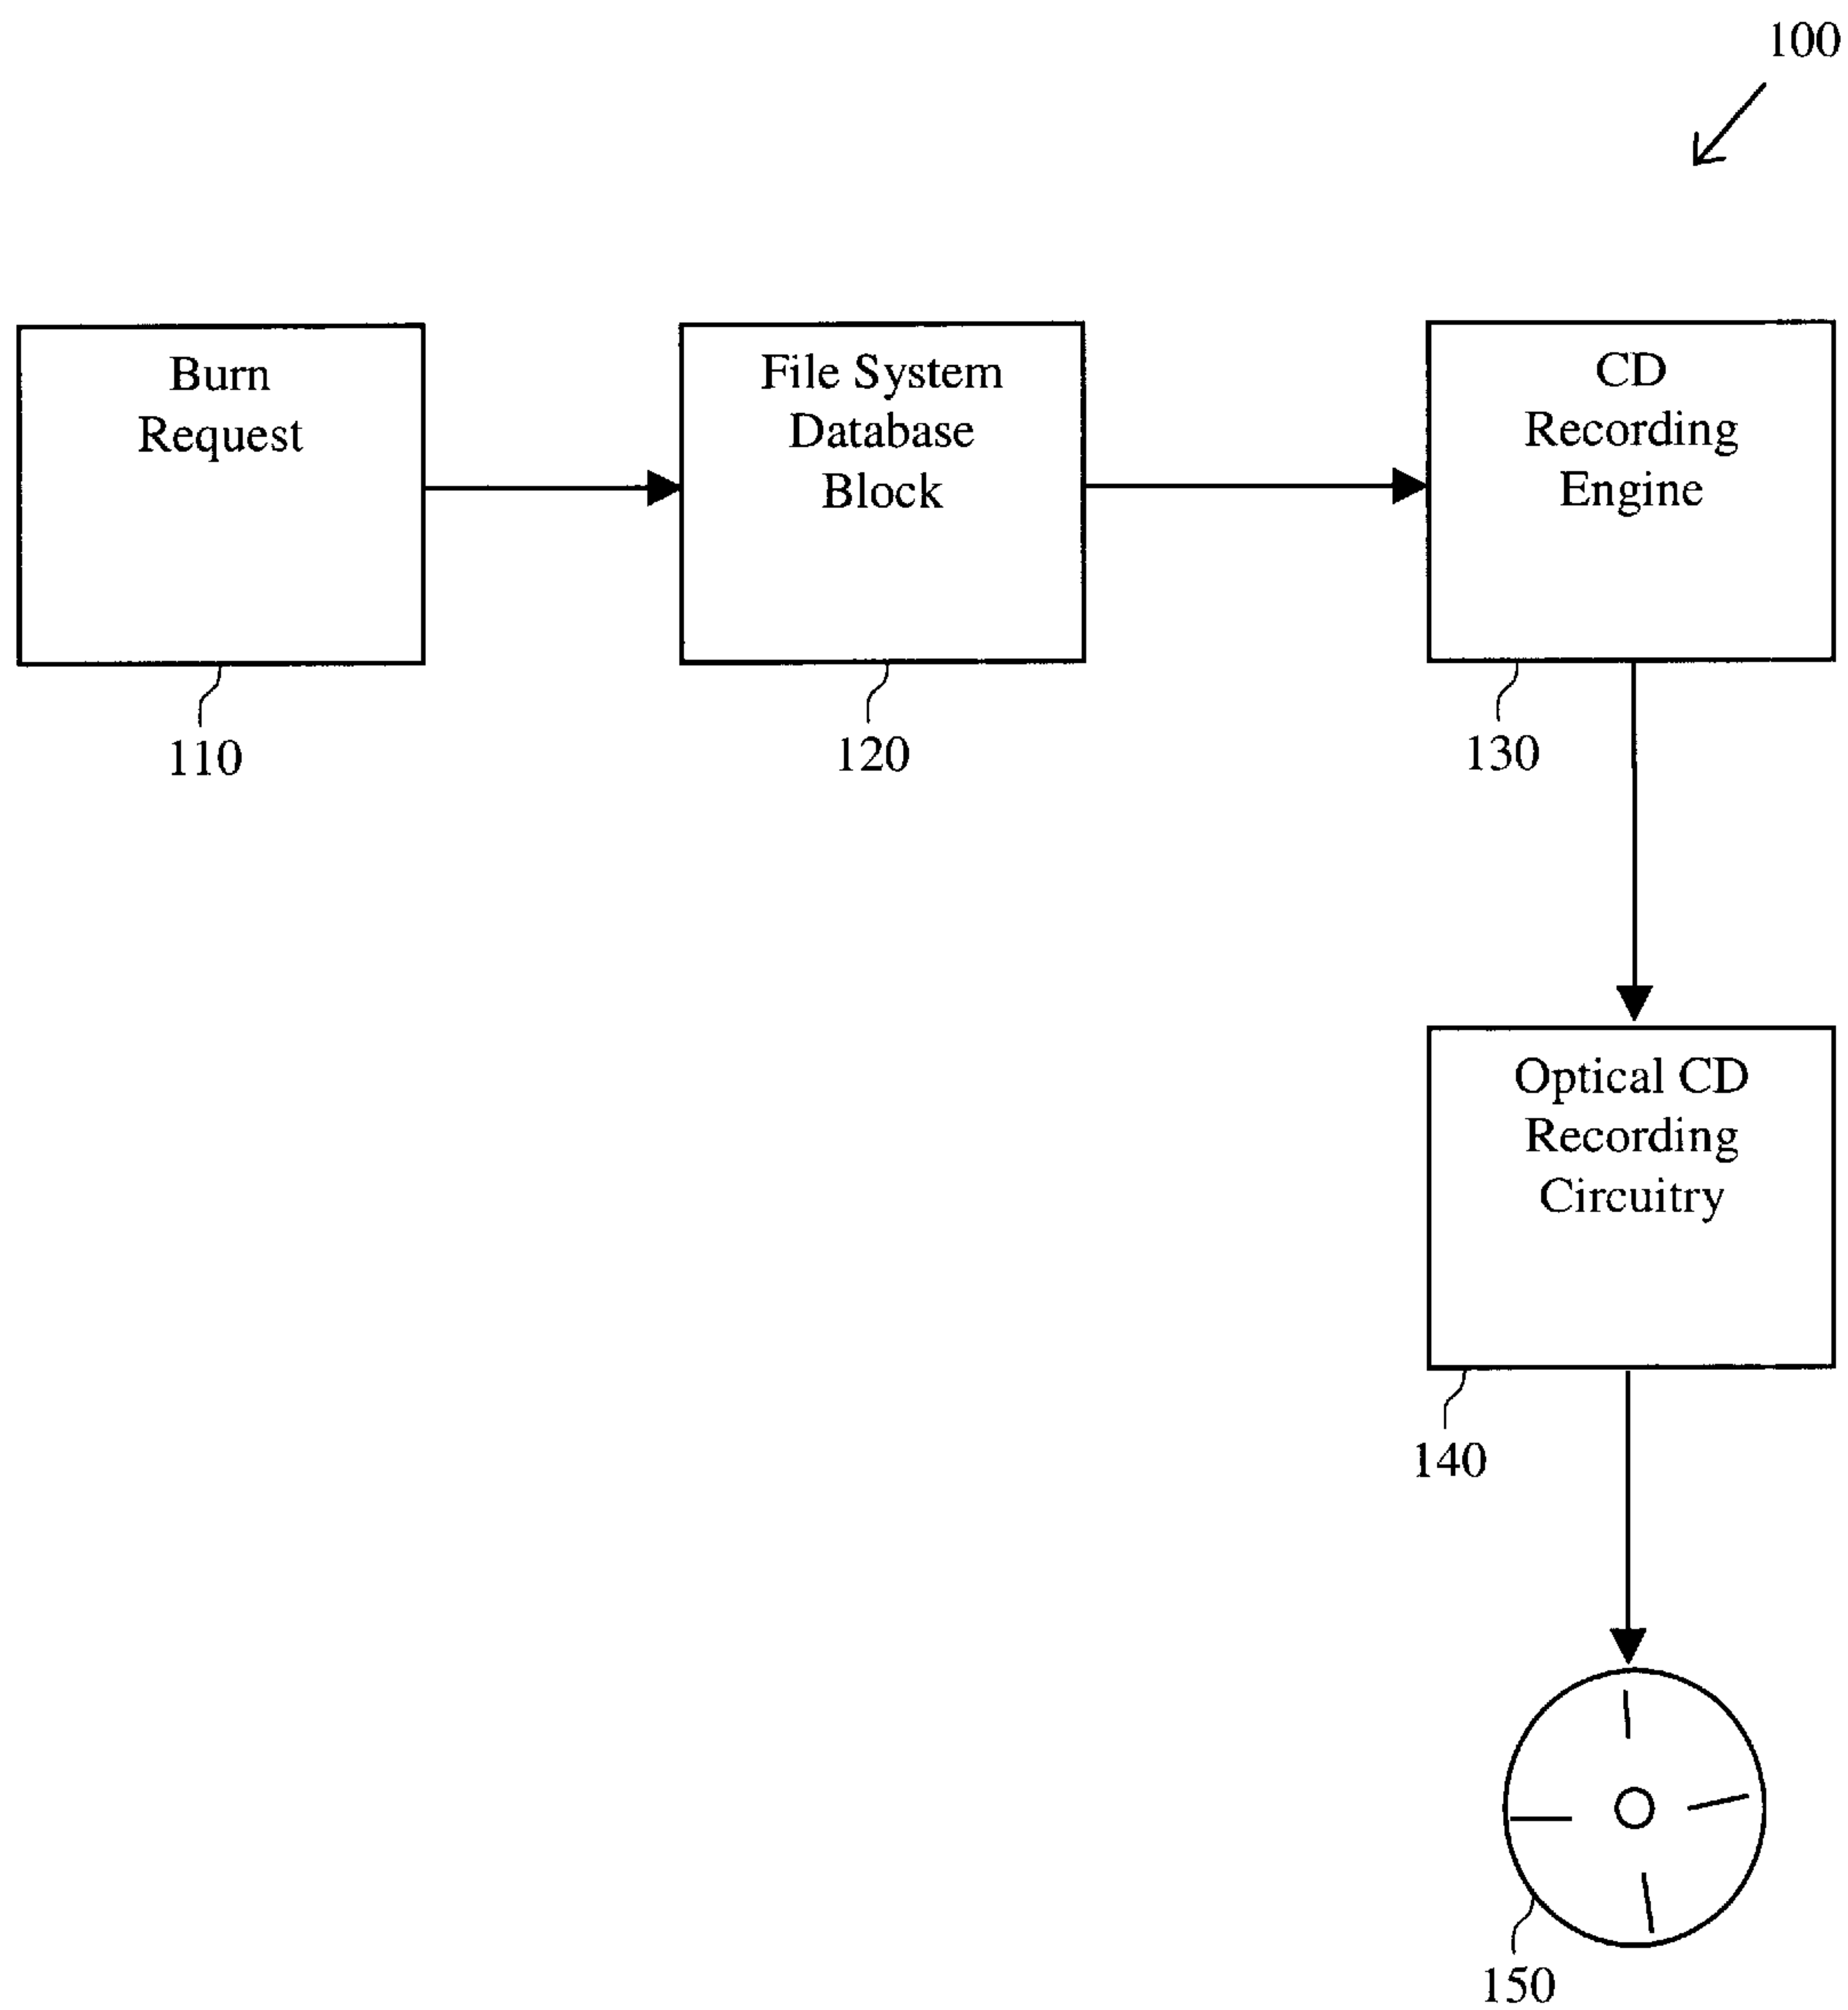 100
Burn
Request
File System
Database
Block
CD
Recording
Engine
110
120
130
Optical CD
Recording
Circuitry
140
150